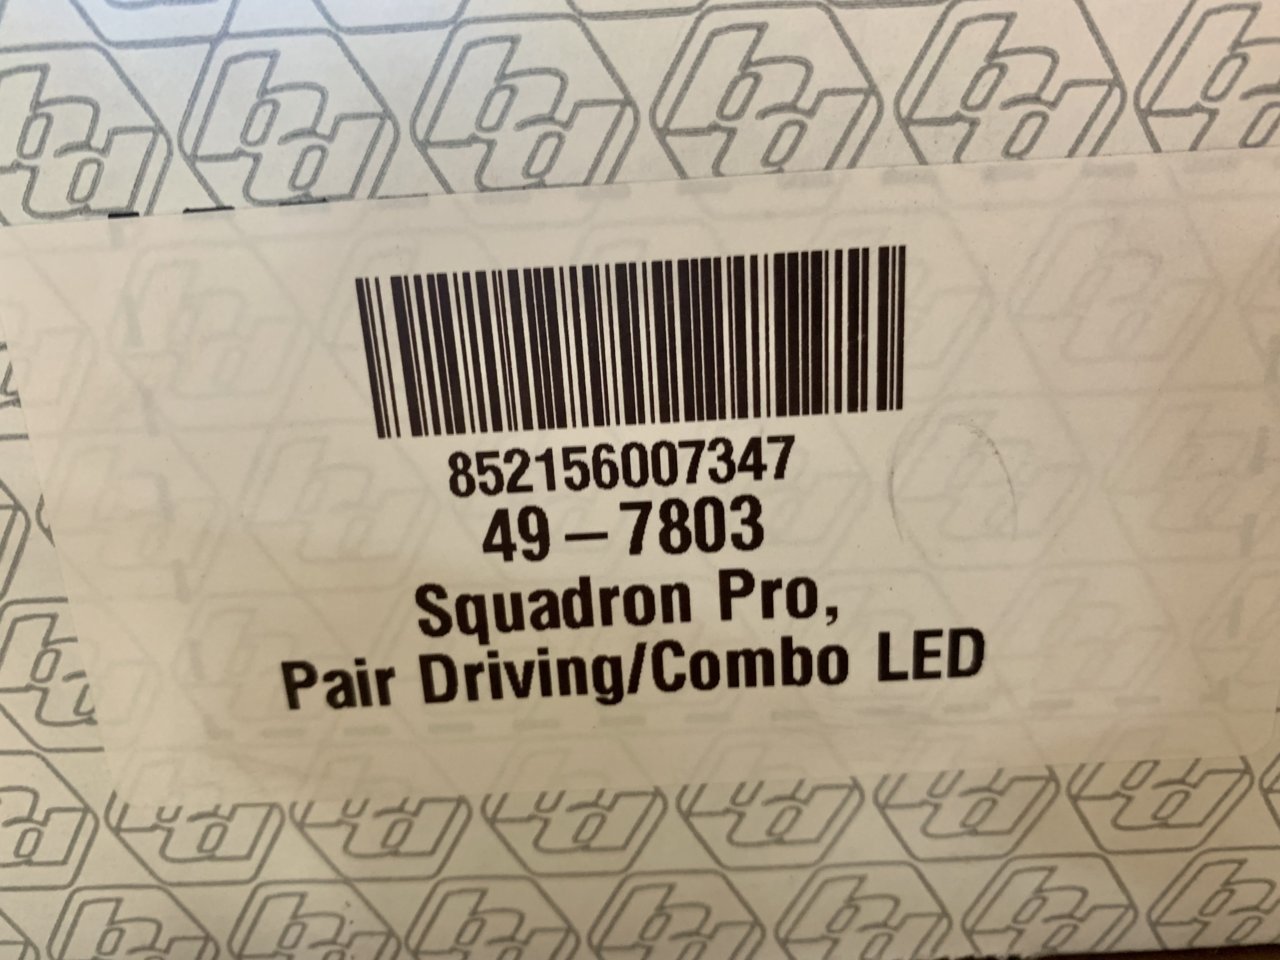 852156007347
49–7803
Squadron Pro,
Pair Driving/Combo LED